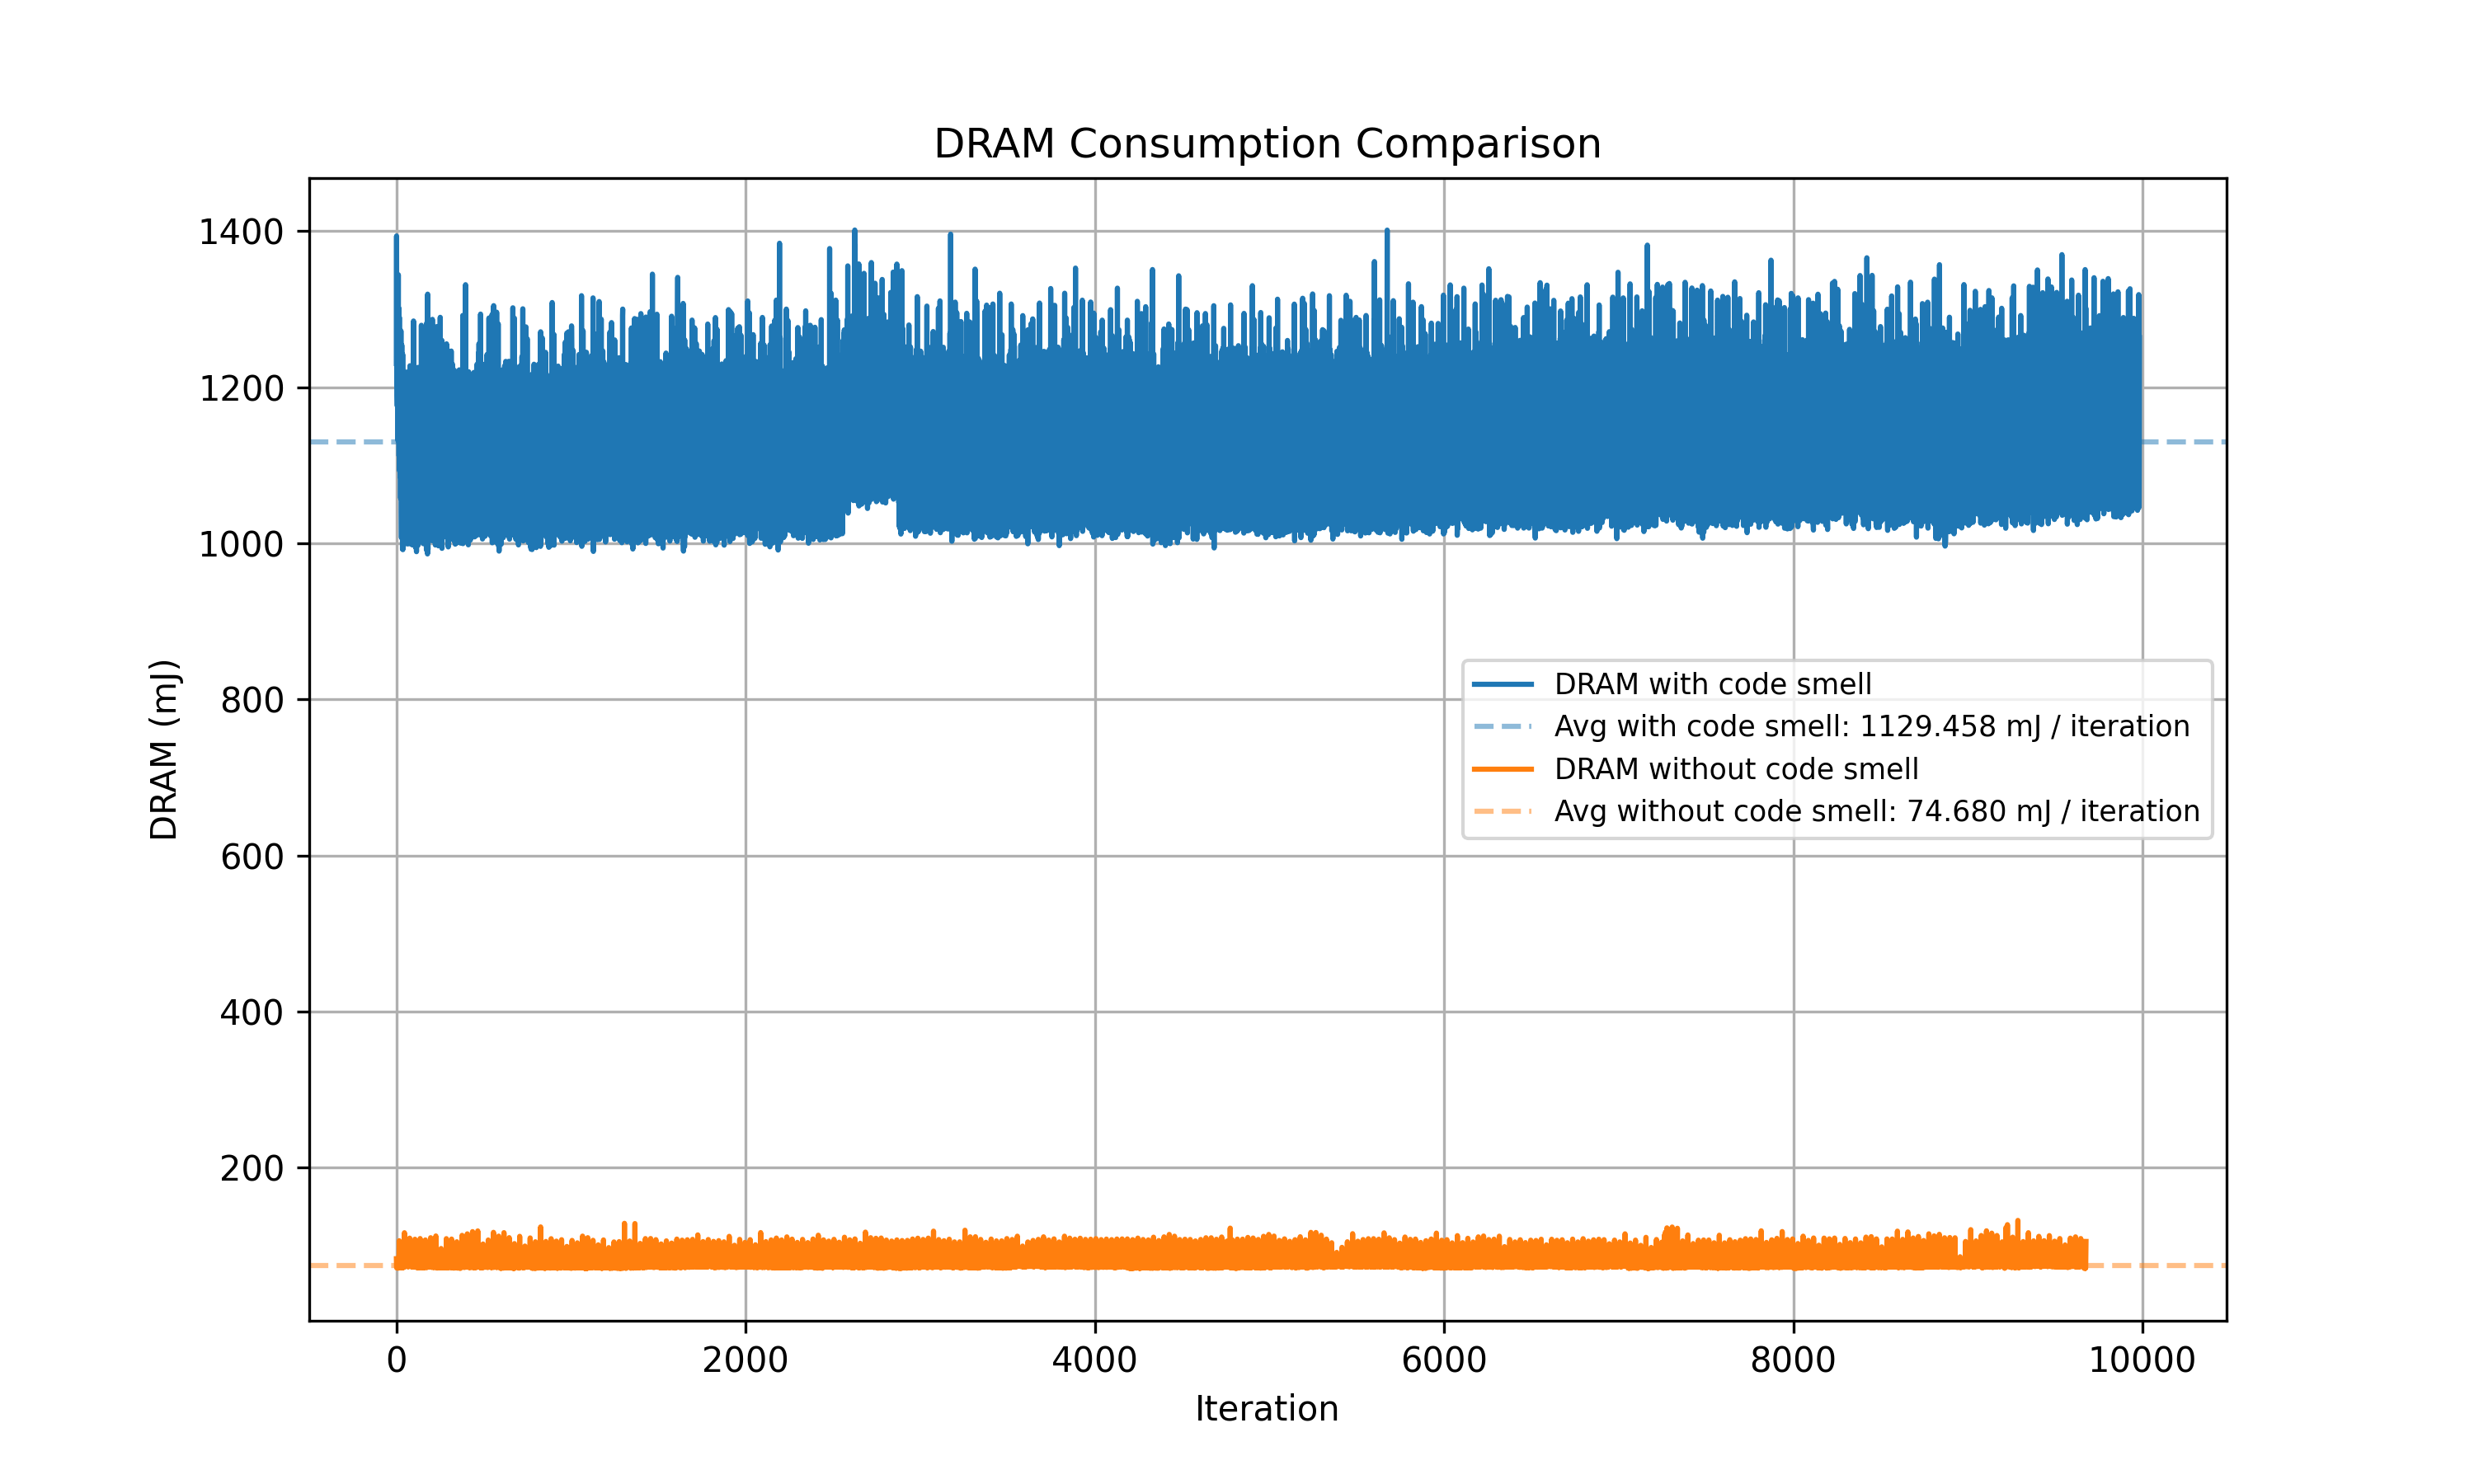 DRAM Consumption Comparison
1400
1200
1000
800
600
400
200
DRAM (mJ)
DRAM with code smell
Avg with code smell: 1129.458 mJ / iteration
DRAM without code smell
Avg without code smell: 74.680 mJ / iteration
0 2000 4000 6000 8000 10000
Iteration